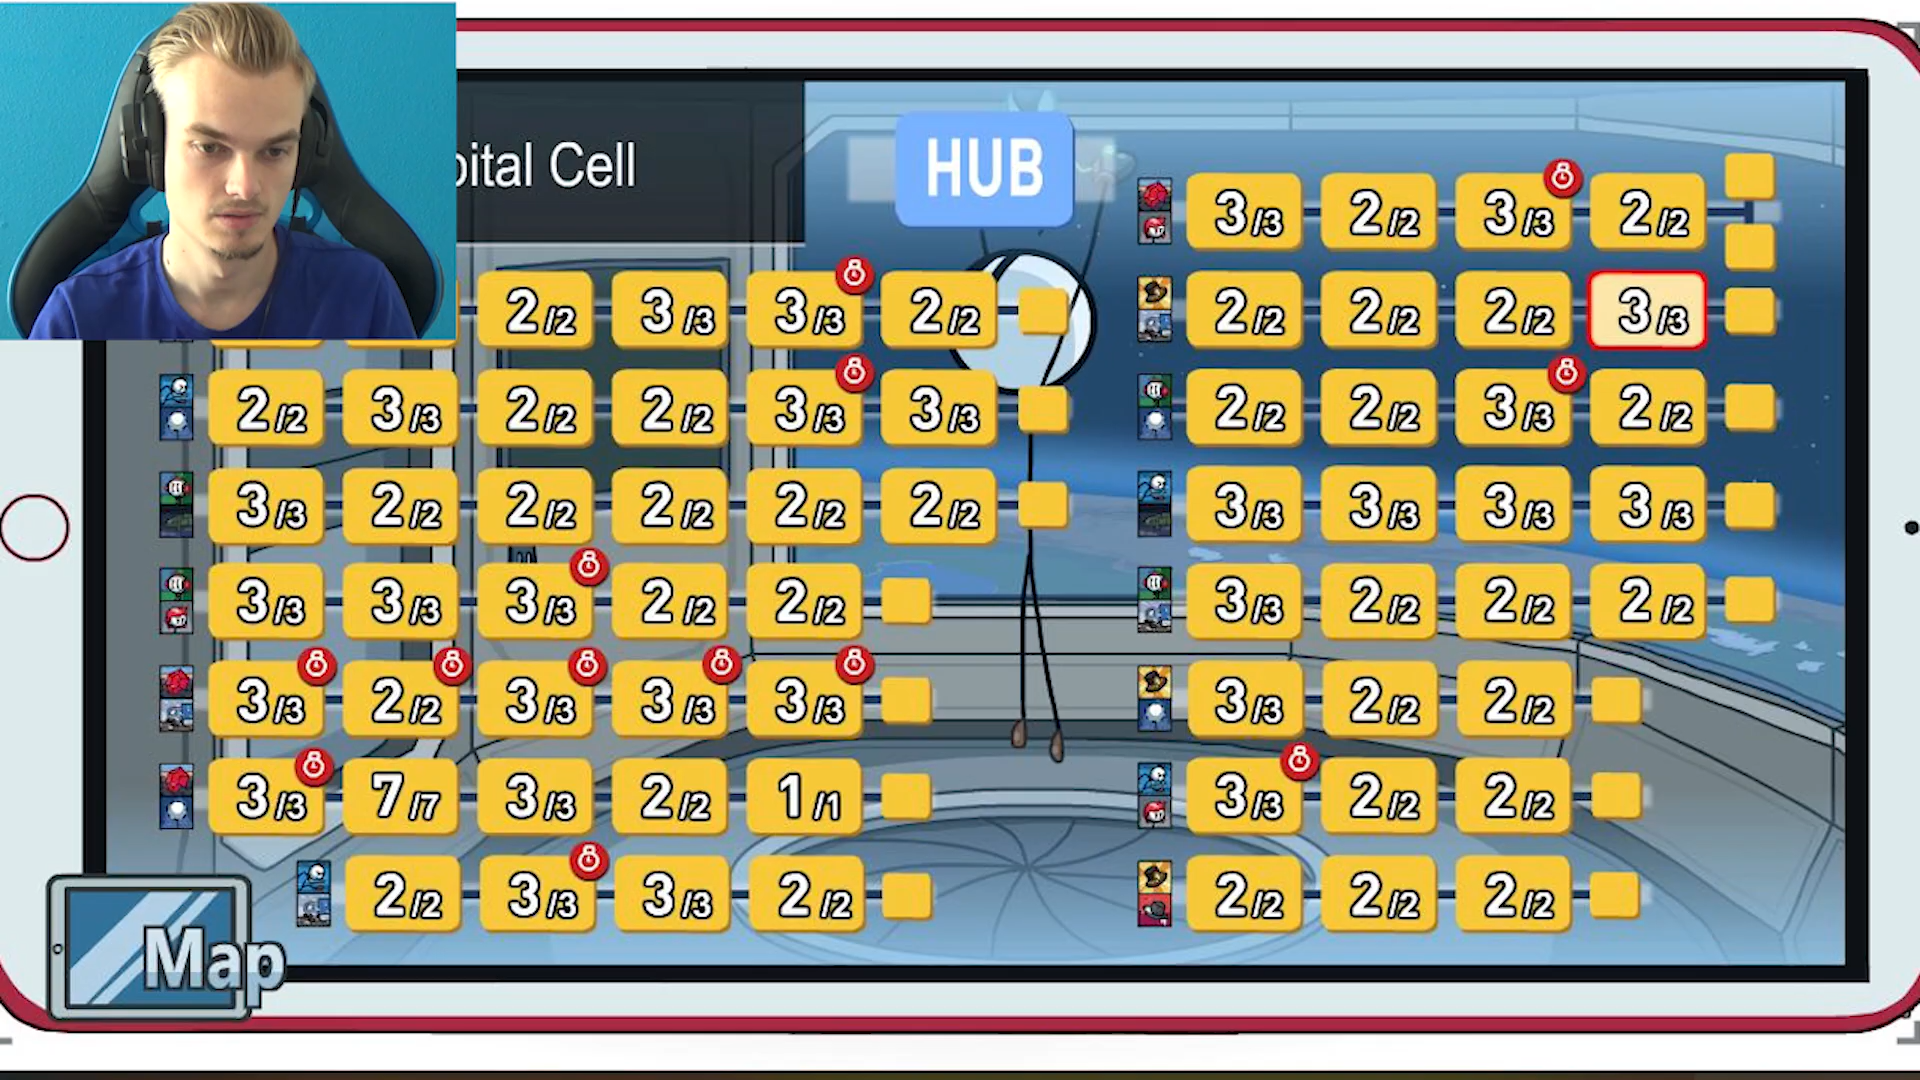 pital Cell
HUB
3/3 2/2 3/3 2/2
2/2 3/3 3/3 2/2
2/2 2/2 2/2 3/3
2/2 3/3 2/2 2/2 3/3 3/3
2/2 2/2 3/3 2/2
3/3 2/2 2/2 2/2 2/2 2/2
3/3 3/3 3/3 3/3
3/3 3/3 3/3 2/2 2/2
3/3 2/2 2/2 2/2
3/3 2/2 3/3 3/3 3/3
3/3 2/2 2/2
3/3 7/7 3/3 2/2 1/1
3/3 2/2 2/2
2/2 3/3 3/3 2/2
2/2 2/2 2/2
Map